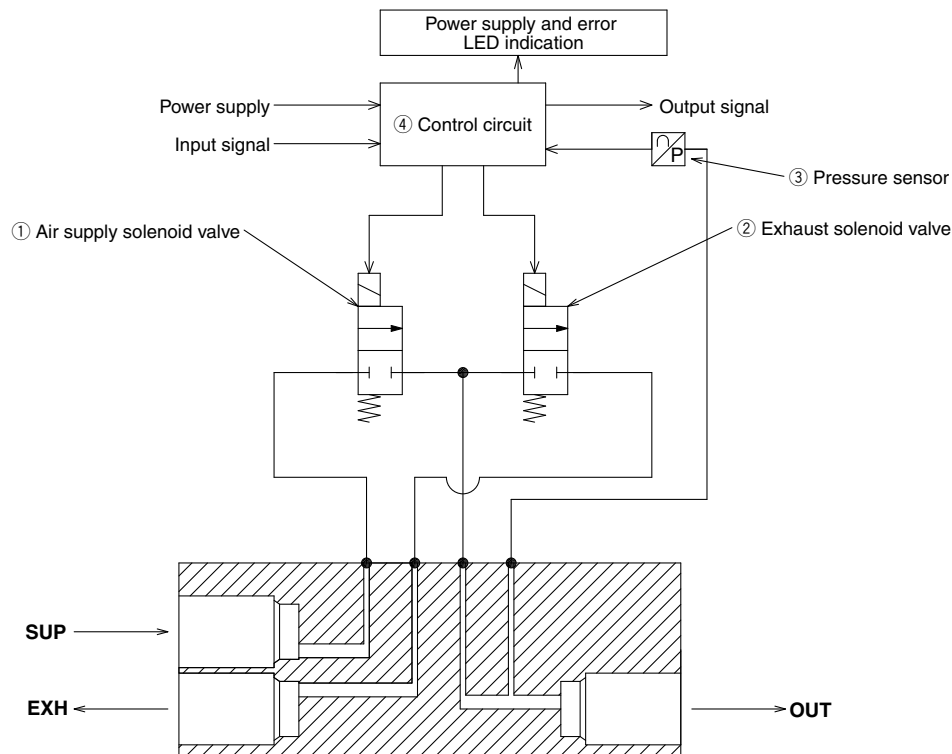 Power supply and error
LED indication
Power supply
④ Control circuit
Output signal
Input signal
P
③ Pressure sensor
① Air supply solenoid valve
② Exhaust solenoid valve
SUP
EXH
OUT